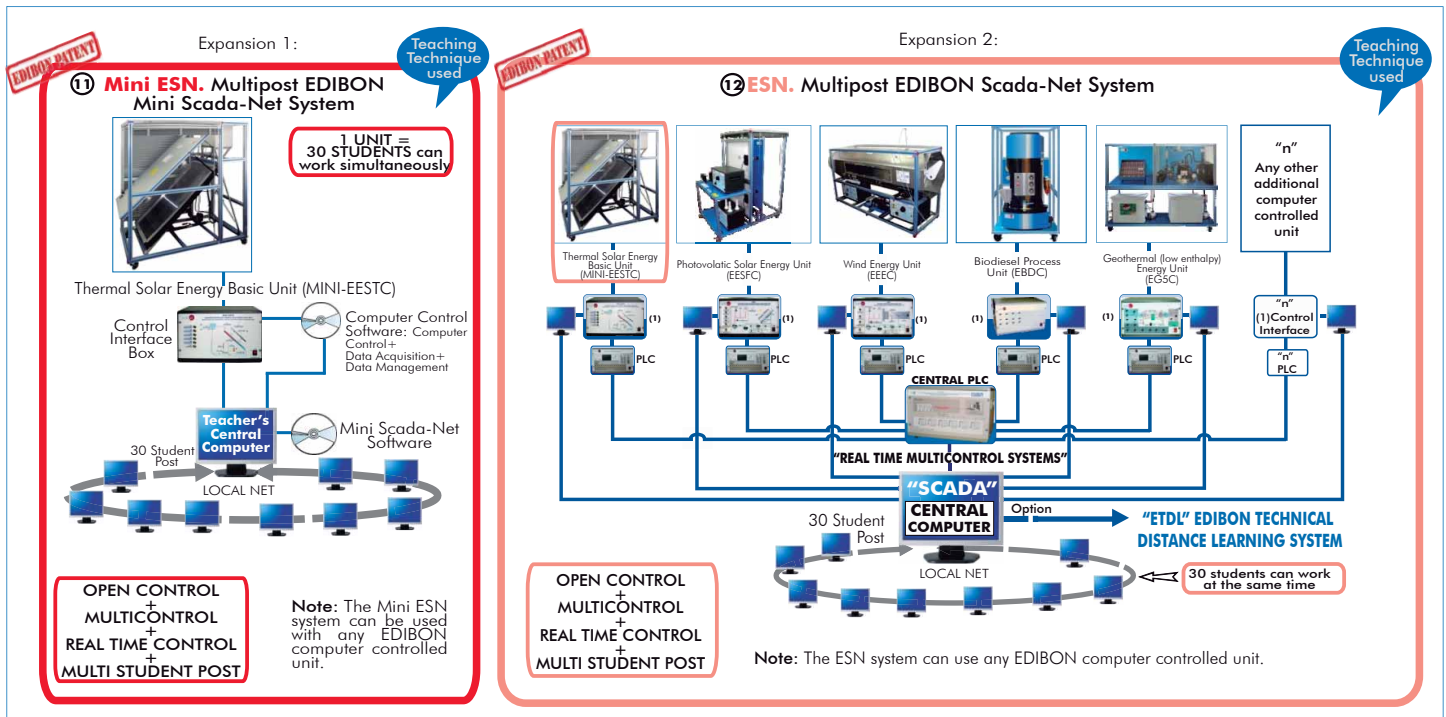 Expansion 1:
EDIBON PATENT
Teaching
Technique
used
11 Mini ESN. Multipost EDIBON
Mini Scada-Net System
1 UNIT =
30 STUDENTS can
work simultaneously
Thermal Solar Energy Basic Unit (MINI-EESTC)
Control
Interface
Box
Computer Control
Software: Computer
Control+
Data Acquisition+
Data Management
Teacher's
Central
Computer
Mini Scada-Net
Software
30 Student
Post
LOCAL NET
OPEN CONTROL
+
MULTICONTROL
+
REAL TIME CONTROL
+
MULTI STUDENT POST
Note: The Mini ESN
system can be used
with any EDIBON
computer controlled
unit.
Expansion 2:
EDIBON PATENT
Teaching
Technique
used
12 ESN. Multipost EDIBON Scada-Net System
Thermal Solar Energy
Basic Unit
(MINI-EESTC)
Photovolatic Solar Energy Unit
(EESFC)
Wind Energy Unit
(EEEC)
Biodiesel Process
Unit (EBDC)
Geothermal (low enthalpy)
Energy Unit
(EG5C)
"n"
Any other
additional
computer
controlled
unit
(1)
(1)
(1)
(1)
(1)
"n"
(1)Control
Interface
PLC
PLC
PLC
PLC
PLC
"n"
PLC
CENTRAL PLC
"REAL TIME MULTICONTROL SYSTEMS"
"SCADA"
CENTRAL
COMPUTER
Option
"ETDL" EDIBON TECHNICAL
DISTANCE LEARNING SYSTEM
30 Student
Post
LOCAL NET
30 students can work
at the same time
OPEN CONTROL
+
MULTICONTROL
+
REAL TIME CONTROL
+
MULTI STUDENT POST
Note: The ESN system can use any EDIBON computer controlled unit.